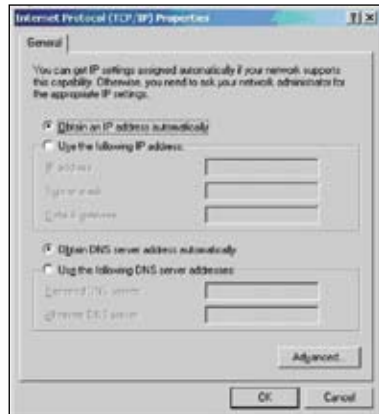 Internet Protocol (TCP/IP) Properties
General
You can get IP settings assigned automatically if your network supports
this capability. Otherwise, you need to ask your network administrator for
the appropriate IP settings.
Obtain an IP address automatically
Use the following IP address:
IP address:
Subnet mask:
Default gateway:
Obtain DNS server address automatically
Use the following DNS server addresses:
Preferred DNS server:
Alternate DNS server:
Advanced...
OK
Cancel